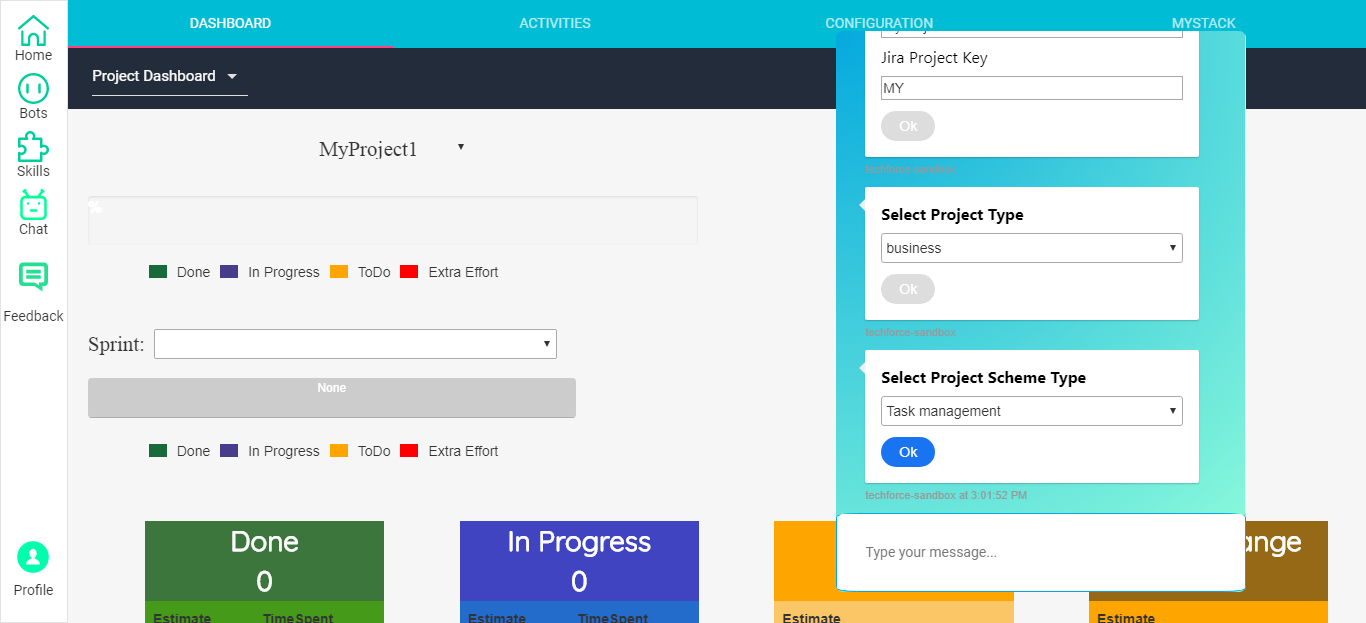 DASHBOARD
ACTIVITIES
CONFIGURATION
MYSTACK
Home
Bots
Skills
Chat
Feedback
Profile
Project Dashboard
MyProject1
%
Done
In Progress
ToDo
Extra Effort
Sprint:
None
Done
In Progress
ToDo
Extra Effort
Done
0
Estimate
TimeSpent
In Progress
0
Estimate
TimeSpent
Estimate
Estimate
Jira Project Key
MY
Ok
techforce-sandbox
Select Project Type
business
Ok
techforce-sandbox
Select Project Scheme Type
Task management
Ok
techforce-sandbox at 3:01:52 PM
Type your message...